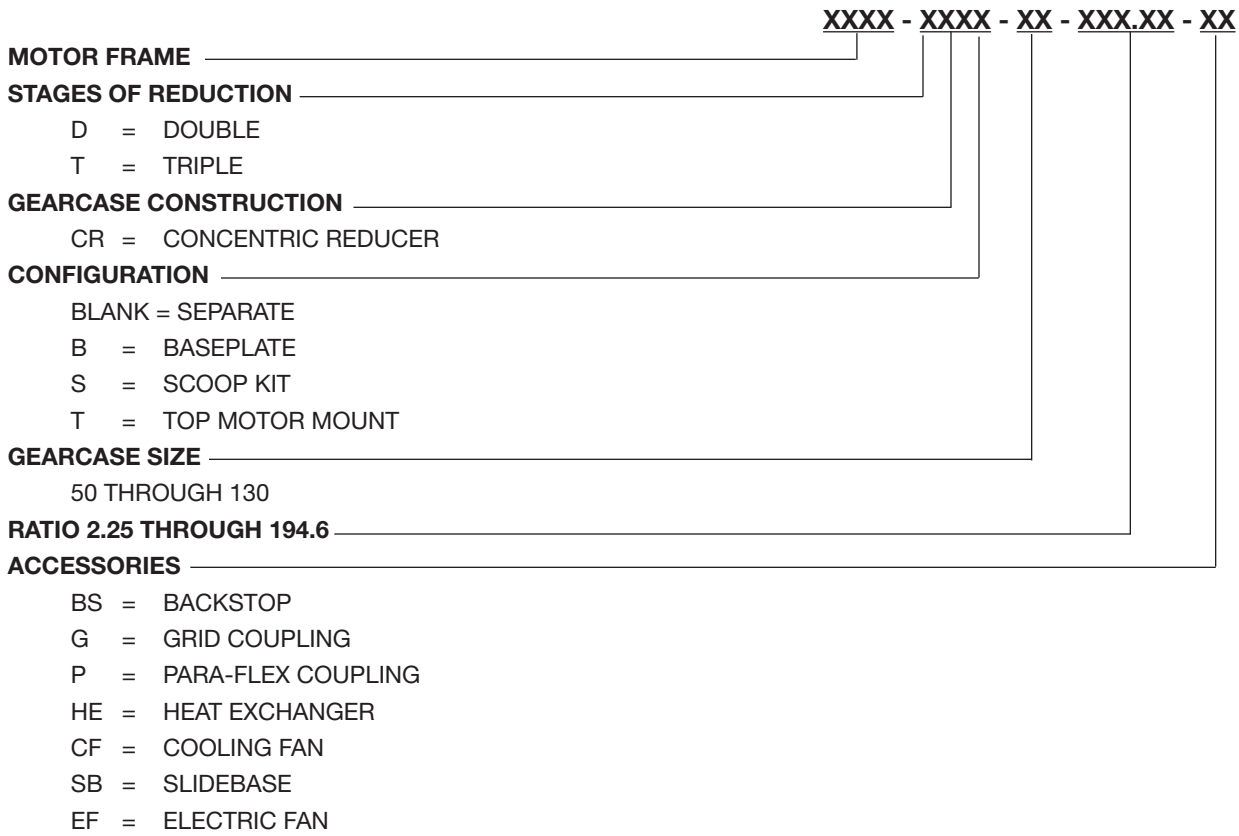 XXXX - XXXX - XX - XXX.XX - XX
MOTOR FRAME
STAGES OF REDUCTION
D = DOUBLE
T = TRIPLE
GEARCASE CONSTRUCTION
CR = CONCENTRIC REDUCER
CONFIGURATION
BLANK = SEPARATE
B = BASEPLATE
S = SCOOP KIT
T = TOP MOTOR MOUNT
GEARCASE SIZE
50 THROUGH 130
RATIO 2.25 THROUGH 194.6
ACCESSORIES
BS = BACKSTOP
G = GRID COUPLING
P = PARA-FLEX COUPLING
HE = HEAT EXCHANGER
CF = COOLING FAN
SB = SLIDEBASE
EF = ELECTRIC FAN